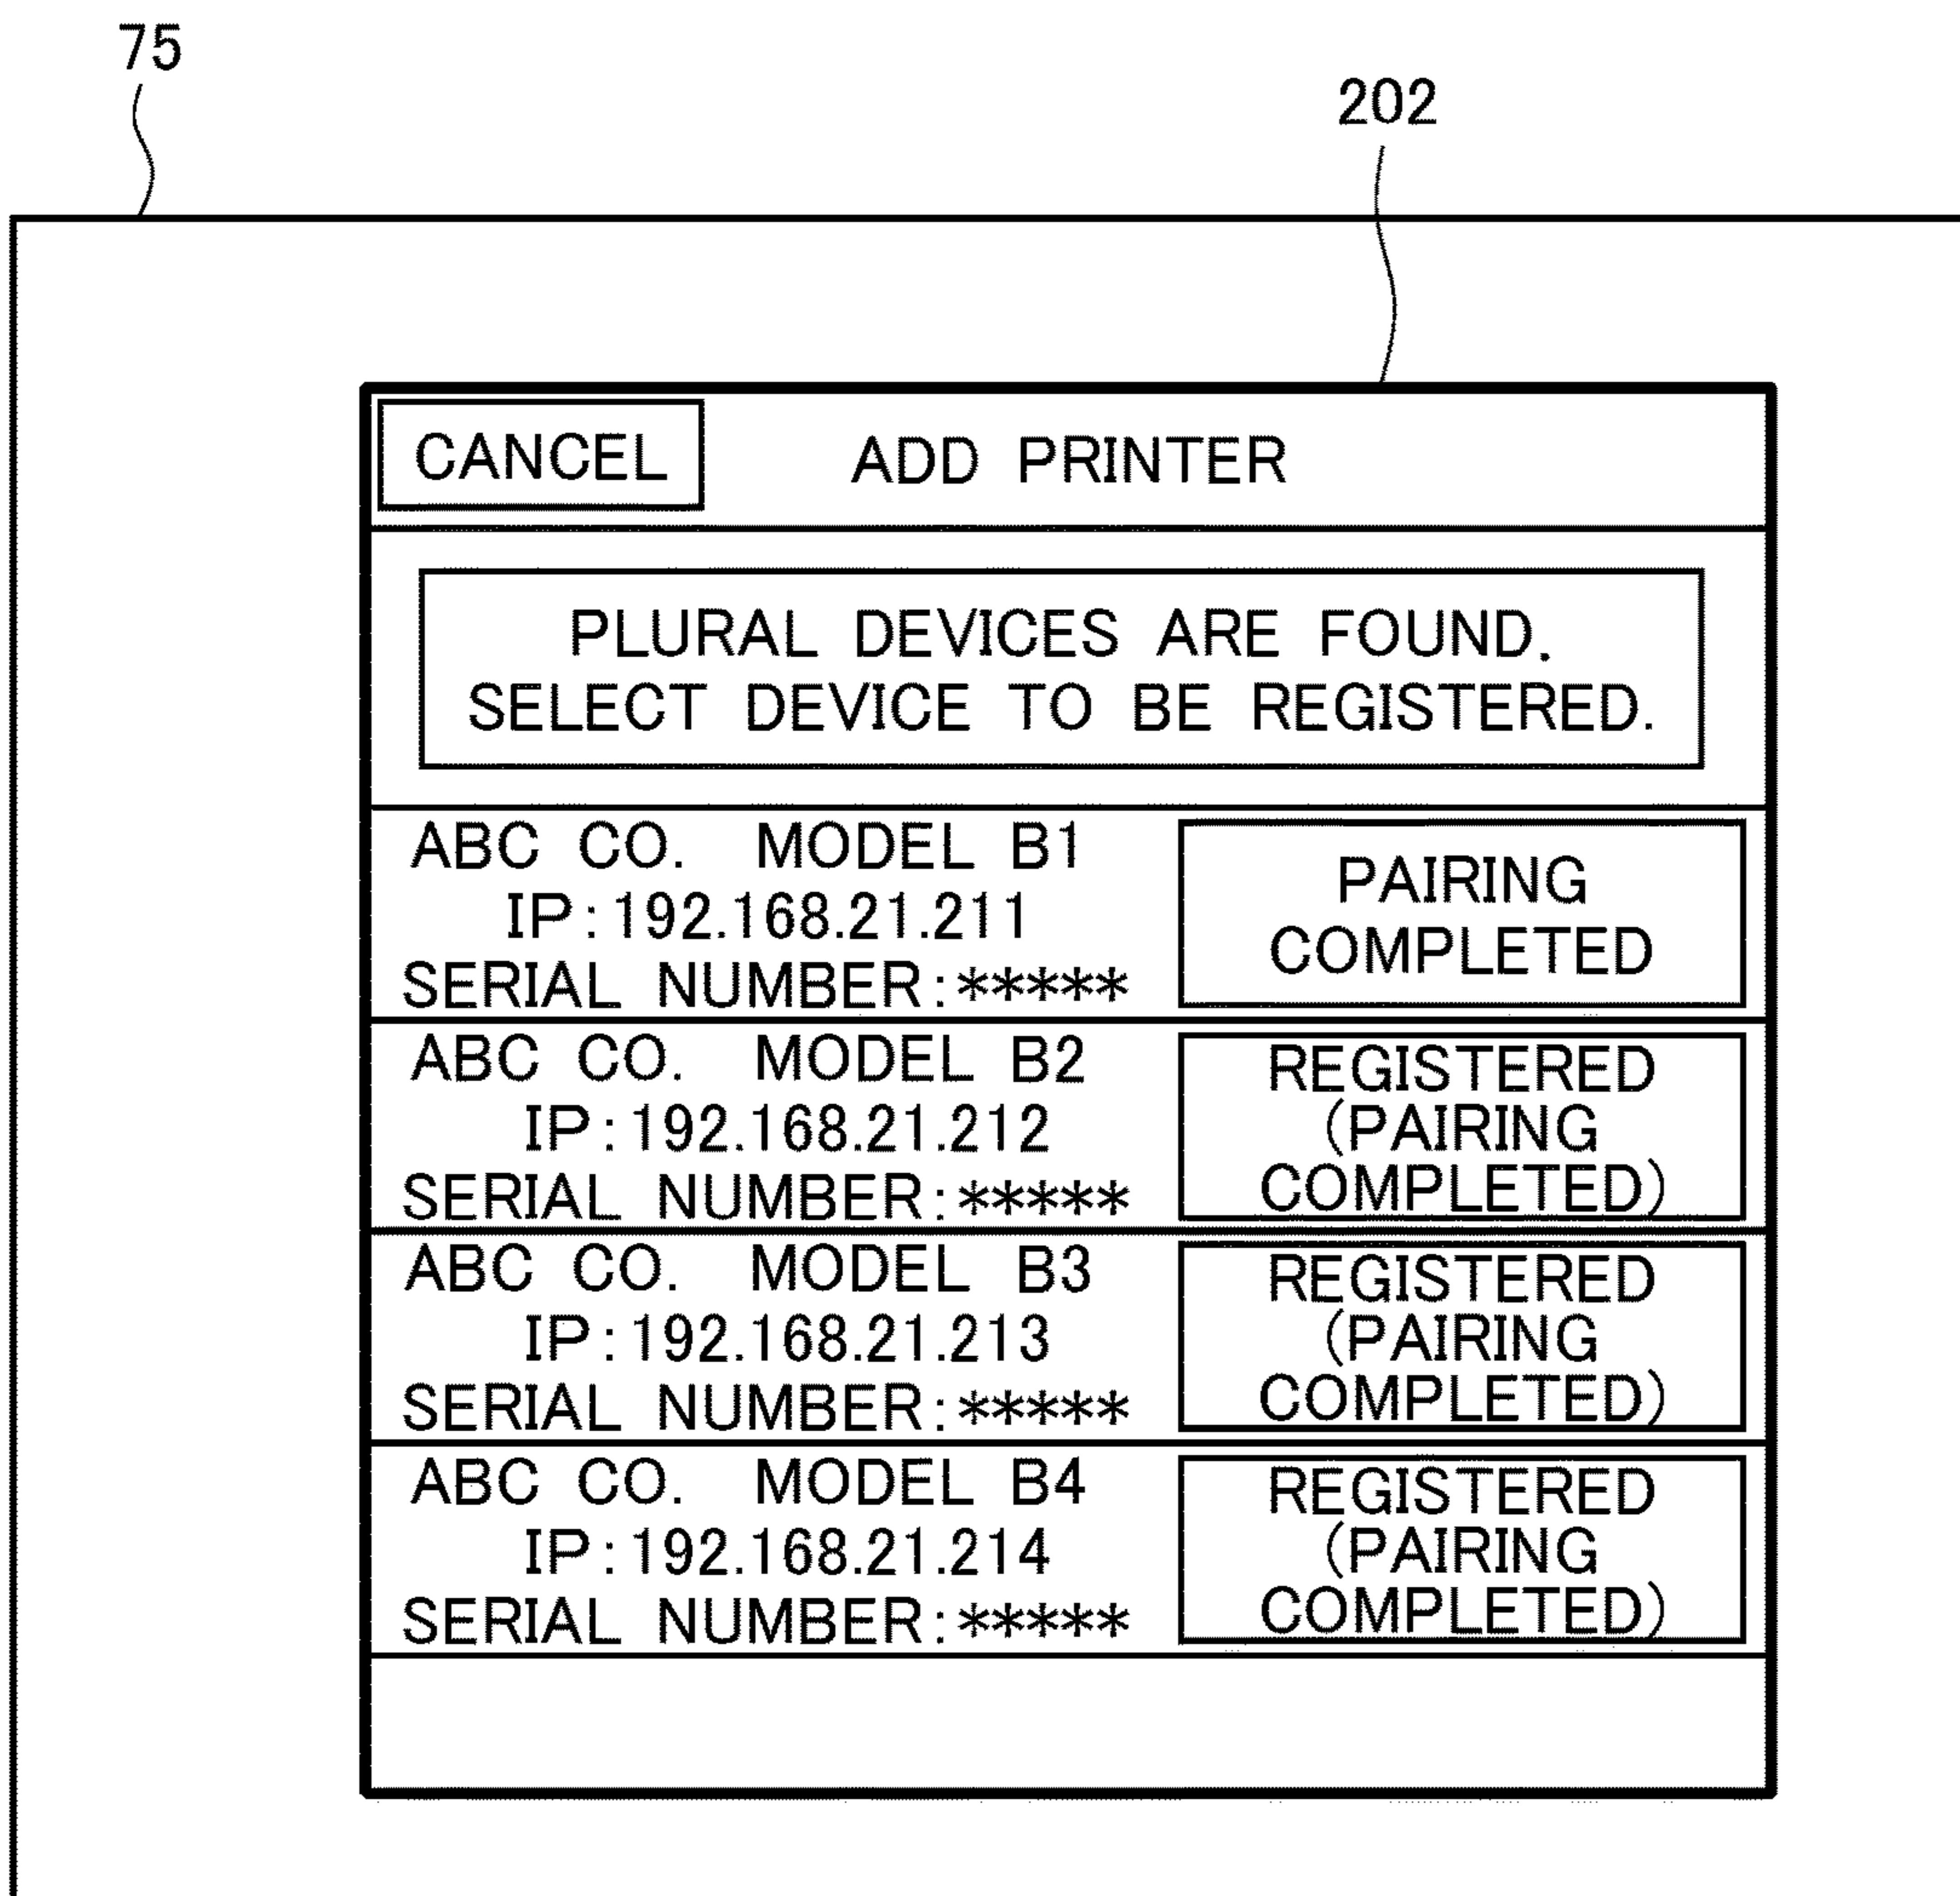 75
202
CANCEL ADD PRINTER
PLURAL DEVICES ARE FOUND.
SELECT DEVICE TO BE REGISTERED.
ABC CO. MODEL B1
IP:192.168.21.211
SERIAL NUMBER:*****
PAIRING
COMPLETED
ABC CO. MODEL B2
IP:192.168.21.212
SERIAL NUMBER:*****
REGISTERED
(PAIRING
COMPLETED)
ABC CO. MODEL B3
IP:192.168.21.213
SERIAL NUMBER:*****
REGISTERED
(PAIRING
COMPLETED)
ABC CO. MODEL B4
IP:192.168.21.214
SERIAL NUMBER:*****
REGISTERED
(PAIRING
COMPLETED)